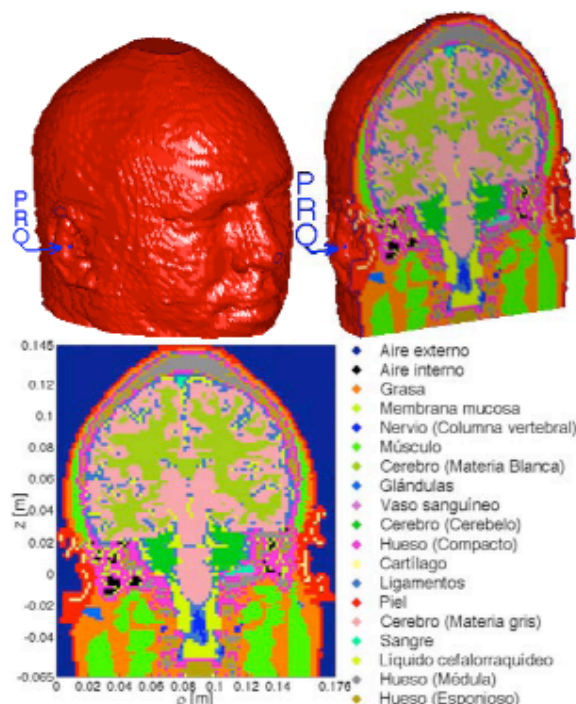 P
R
Q
P
R
Q
0.145
0.12
0.1
0.08
0.06
0.04
0.02
0
-0.02
-0.04
-0.065
z [m]
0 0.02 0.04 0.06 0.08 0.1 0.12 0.14 0.176
ρ [m]
Aire externo
Aire interno
Grasa
Membrana mucosa
Nervio (Columna vertebral)
Músculo
Cerebro (Materia Blanca)
Glándulas
Vaso sanguíneo
Cerebro (Cerebelo)
Hueso (Compacto)
Cartílago
Ligamentos
Piel
Cerebro (Materia gris)
Sangre
Líquido cefalorraquídeo
Hueso (Médula)
Hueso (Esponjoso)